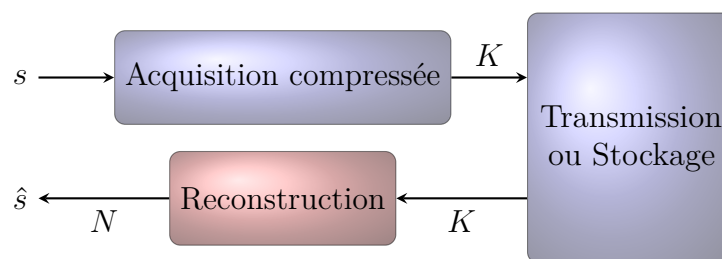 s
Acquisition compressée
K
Transmission
ou Stockage
ŝ
N
Reconstruction
K